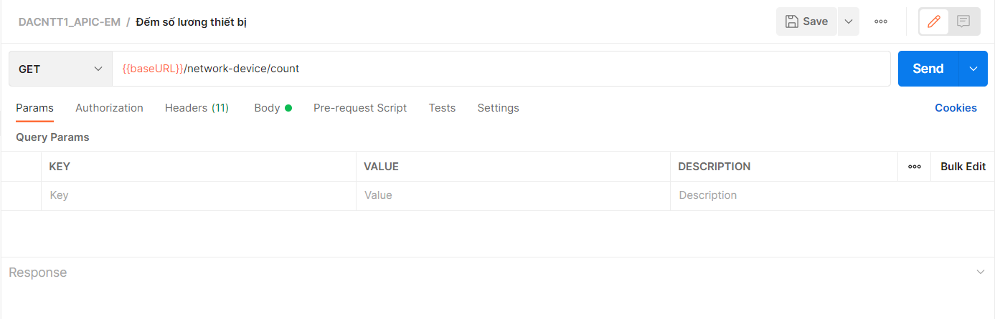 DACNTT1_APIC-EM / Đếm số lương thiết bị
Save
GET
{{baseURL}}/network-device/count
Send
Params Authorization Headers (11) Body Pre-request Script Tests Settings Cookies
Query Params
KEY VALUE DESCRIPTION Bulk Edit
Key Value Description
Response